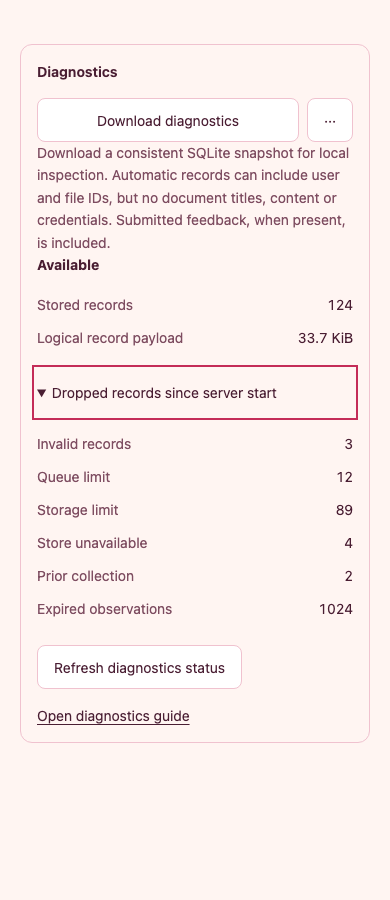 Diagnostics
Download diagnostics
···
Download a consistent SQLite snapshot for local
inspection. Automatic records can include user
and file IDs, but no document titles, content or
credentials. Submitted feedback, when present,
is included.
Available
Stored records 124
Logical record payload 33.7 KiB
▼ Dropped records since server start
Invalid records 3
Queue limit 12
Storage limit 89
Store unavailable 4
Prior collection 2
Expired observations 1024
Refresh diagnostics status
Open diagnostics guide